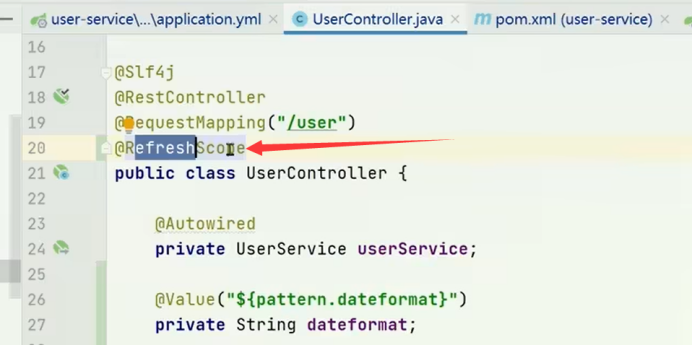 user-service\...\application.yml × UserController.java × pom.xml (user-service) ×
16
17 @Slf4j
18 @RestController
19 @RequestMapping("/user")
20 @RefreshScope
21 public class UserController {
22
23 @Autowired
24 private UserService userService;
25
26 @Value("${pattern.dateformat}")
27 private String dateformat;